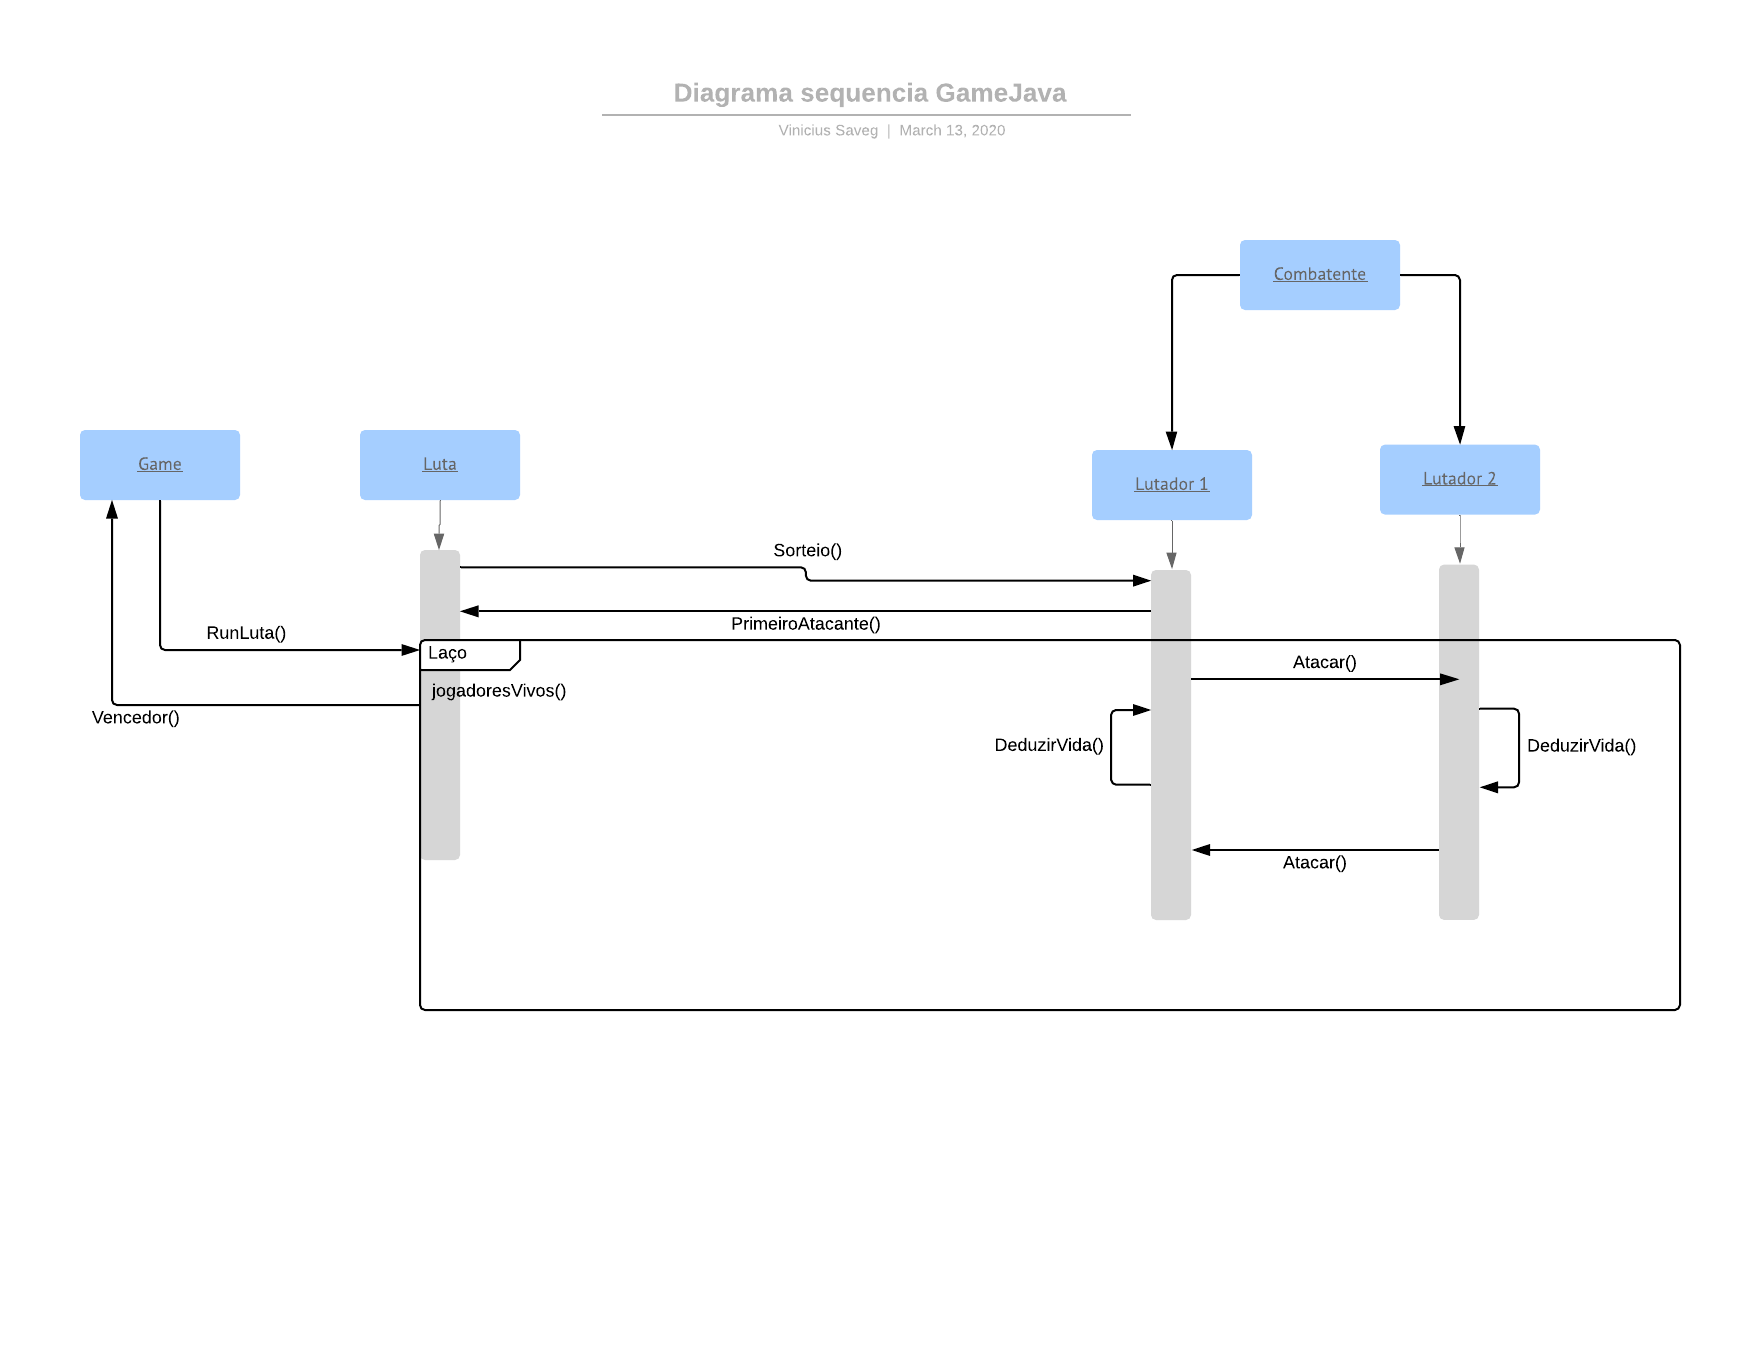 Diagrama sequencia GameJava
Vinicius Saveg | March 13, 2020
Combatente
Game
Luta
Lutador 1
Lutador 2
Sorteio()
PrimeiroAtacante()
RunLuta()
Laço
Atacar()
jogadoresVivos()
Vencedor()
DeduzirVida()
DeduzirVida()
Atacar()